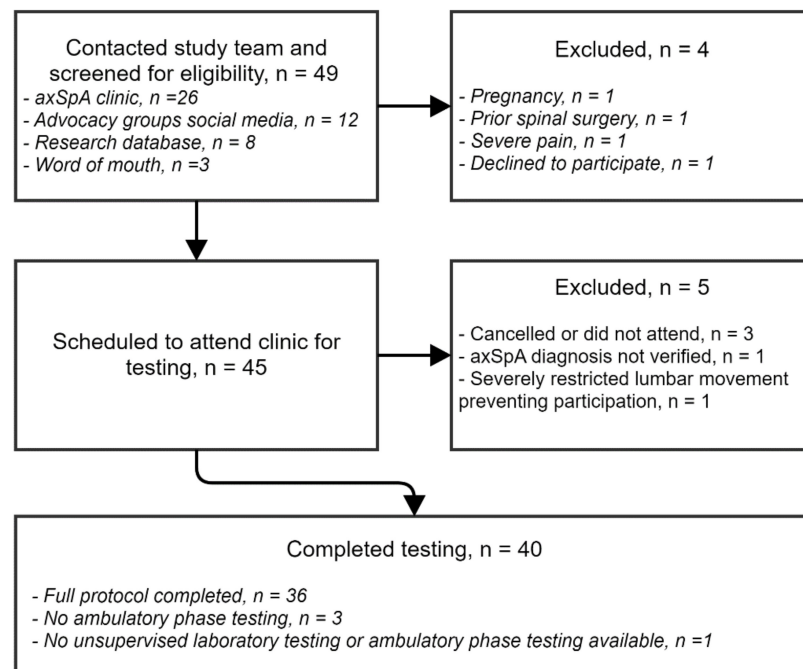 Contacted study team and
screened for eligibility, n = 49
- axSpA clinic, n =26
- Advocacy groups social media, n = 12
- Research database, n = 8
- Word of mouth, n =3
Excluded, n = 4
- Pregnancy, n = 1
- Prior spinal surgery, n = 1
- Severe pain, n = 1
- Declined to participate, n = 1
Scheduled to attend clinic for
testing, n = 45
Excluded, n = 5
- Cancelled or did not attend, n = 3
- axSpA diagnosis not verified, n = 1
- Severely restricted lumbar movement
preventing participation, n = 1
Completed testing, n = 40
- Full protocol completed, n = 36
- No ambulatory phase testing, n = 3
- No unsupervised laboratory testing or ambulatory phase testing available, n =1